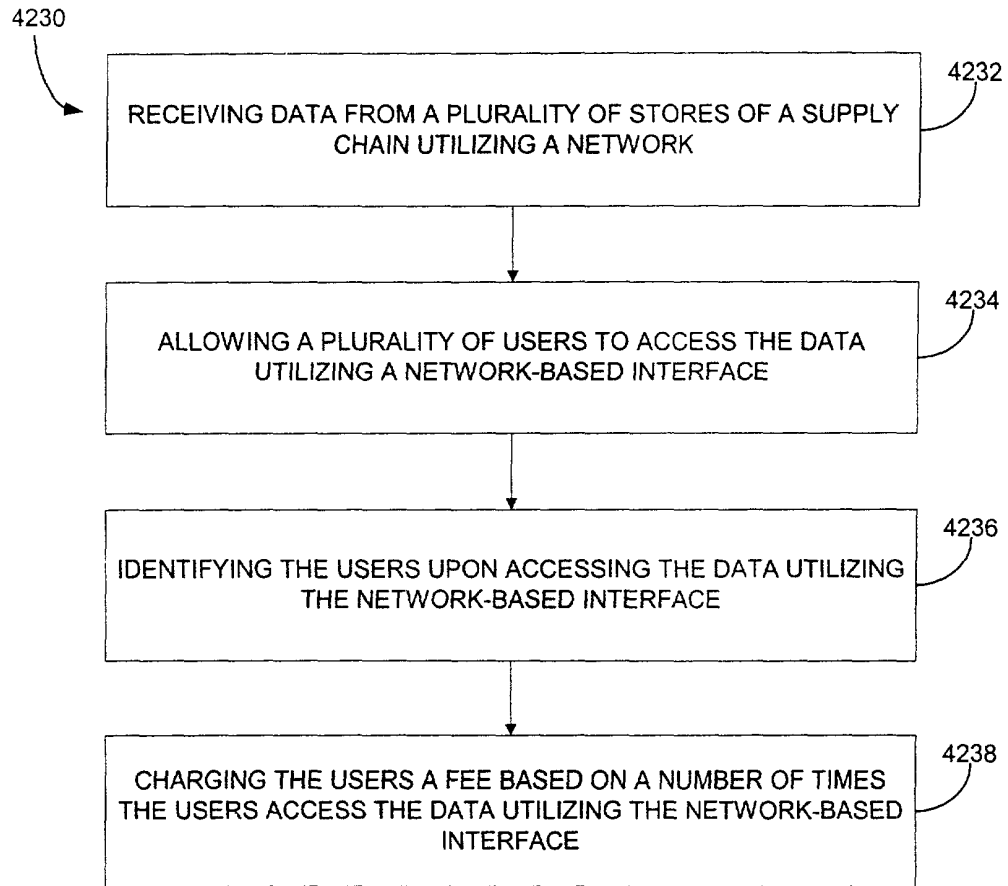 4230
4232
RECEIVING DATA FROM A PLURALITY OF STORES OF A SUPPLY
CHAIN UTILIZING A NETWORK
4234
ALLOWING A PLURALITY OF USERS TO ACCESS THE DATA
UTILIZING A NETWORK-BASED INTERFACE
4236
IDENTIFYING THE USERS UPON ACCESSING THE DATA UTILIZING
THE NETWORK-BASED INTERFACE
4238
CHARGING THE USERS A FEE BASED ON A NUMBER OF TIMES
THE USERS ACCESS THE DATA UTILIZING THE NETWORK-BASED
INTERFACE